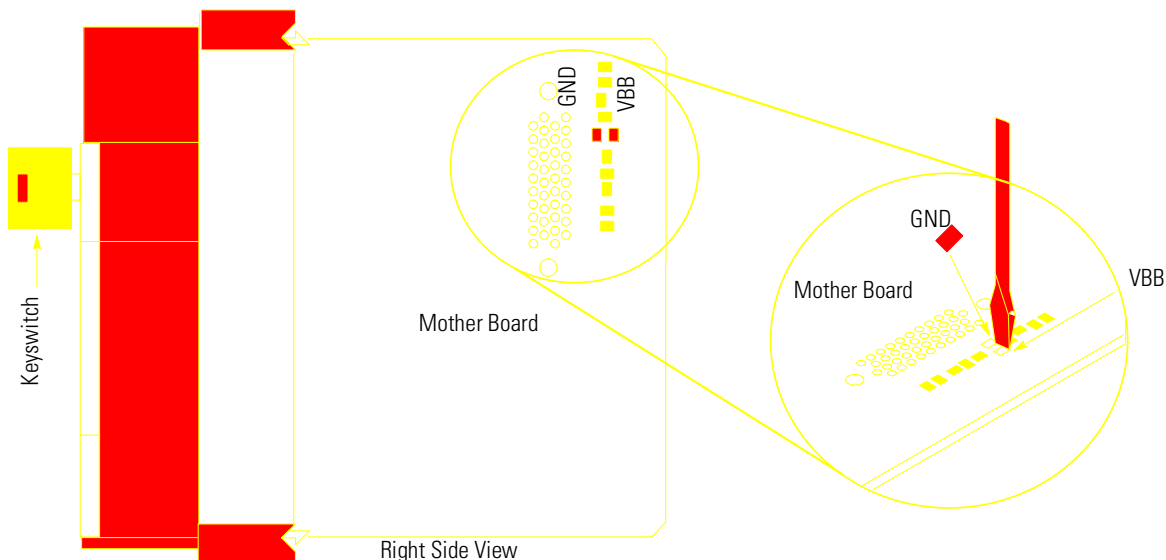 GND
VBB
Keyswitch
Mother Board
Right Side View
GND
Mother Board
VBB